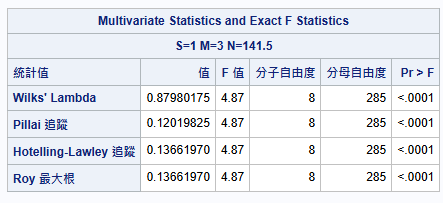 Multivariate Statistics and Exact F Statistics
S=1 M=3 N=141.5
統計值 值 F 值 分子自由度 分母自由度 Pr > F
Wilks' Lambda 0.87980175 4.87 8 285 <.0001
Pillai 追蹤 0.12019825 4.87 8 285 <.0001
Hotelling-Lawley 追蹤 0.13661970 4.87 8 285 <.0001
Roy 最大根 0.13661970 4.87 8 285 <.0001